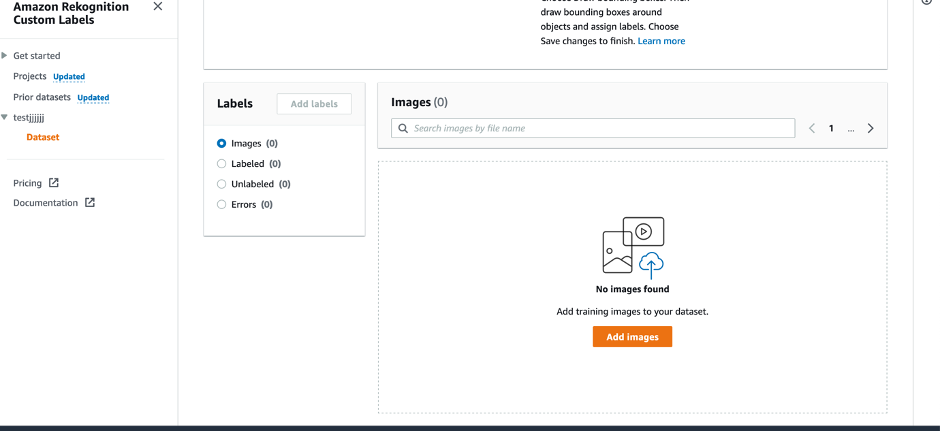 Amazon Rekognition
Custom Labels
Get started
Projects Updated
Prior datasets Updated
testjjjjjj
Dataset
Pricing
Documentation
draw bounding boxes around
objects and assign labels. Choose
Save changes to finish. Learn more
Labels
Add labels
Images (0)
Labeled (0)
Unlabeled (0)
Errors (0)
Images (0)
Search images by file name
1 ...
No images found
Add training images to your dataset.
Add images